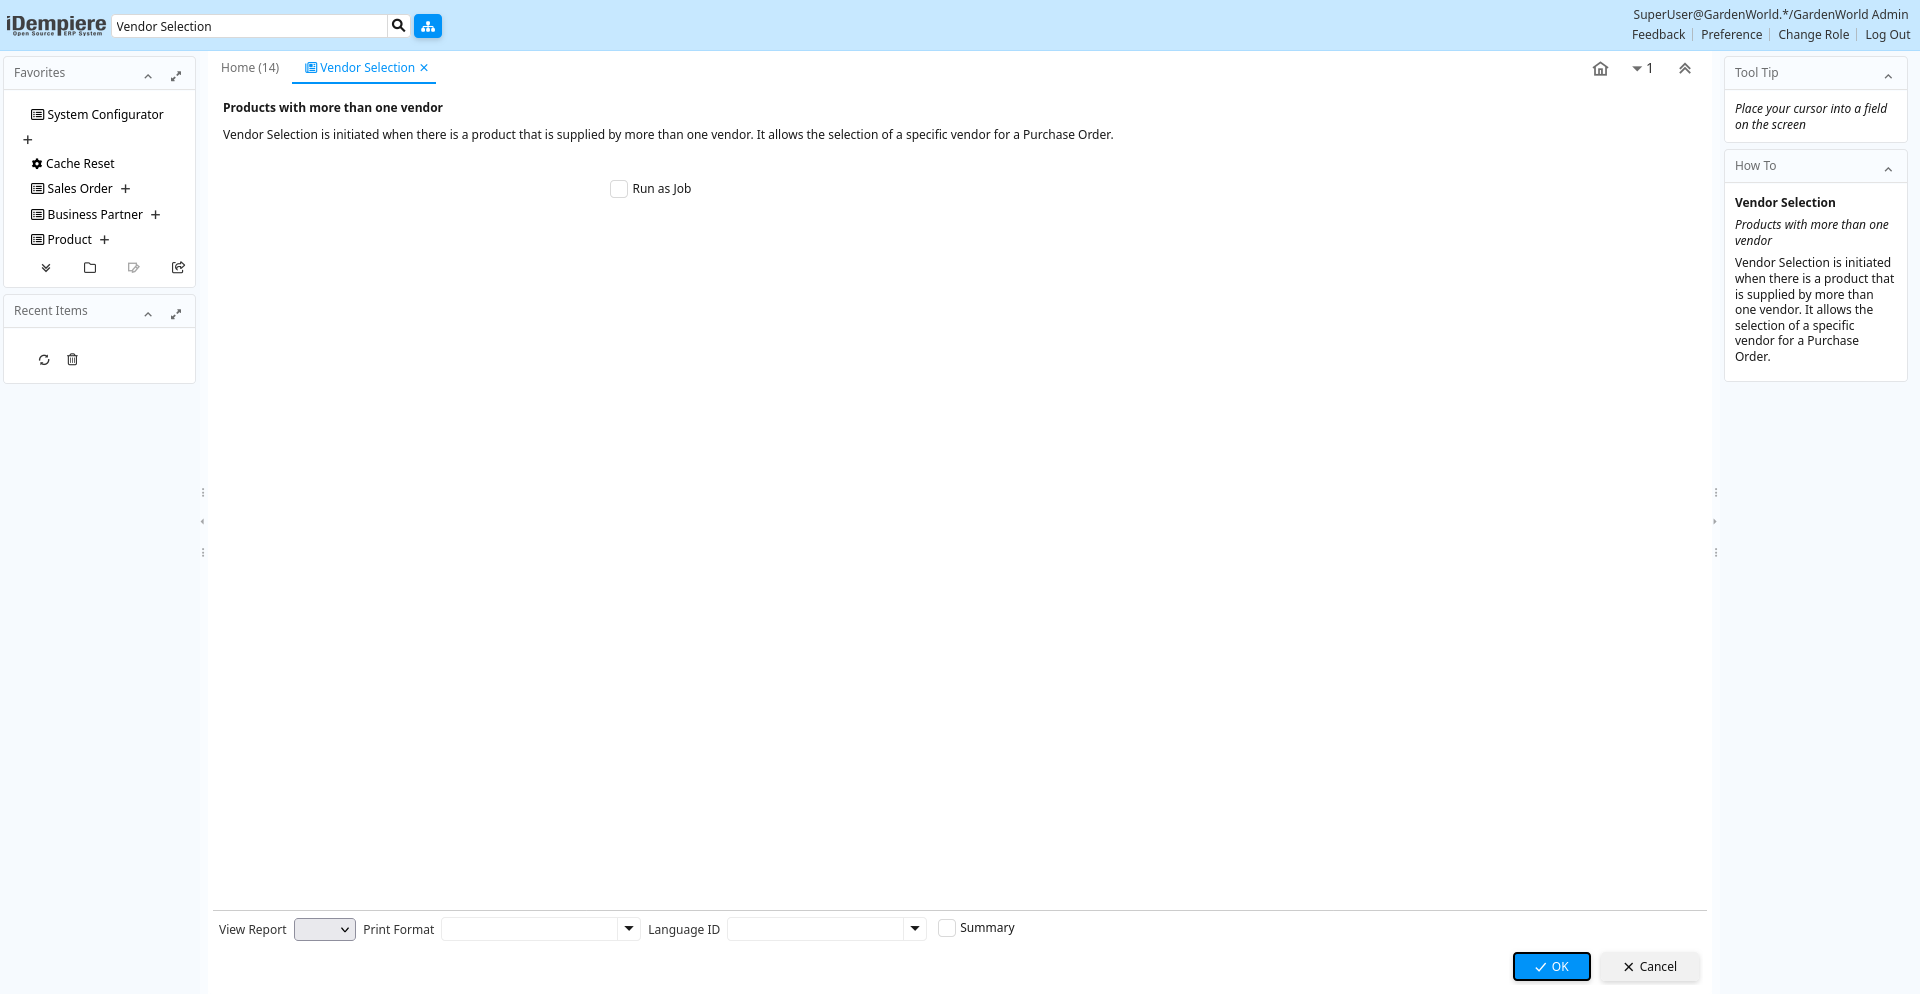 iDempiere
Open Source ERP System
Vendor Selection
SuperUser@GardenWorld.*/GardenWorld Admin
Feedback
Preference
Change Role
Log Out
Favorites
System Configurator
Cache Reset
Sales Order
Business Partner
Product
Recent Items
Home (14)
Vendor Selection
1
Products with more than one vendor
Vendor Selection is initiated when there is a product that is supplied by more than one vendor. It allows the selection of a specific vendor for a Purchase Order.
Run as Job
View Report
Print Format
Language ID
Summary
OK
Cancel
Tool Tip
Place your cursor into a field
on the screen
How To
Vendor Selection
Products with more than one
vendor
Vendor Selection is initiated
when there is a product that
is supplied by more than
one vendor. It allows the
selection of a specific
vendor for a Purchase
Order.